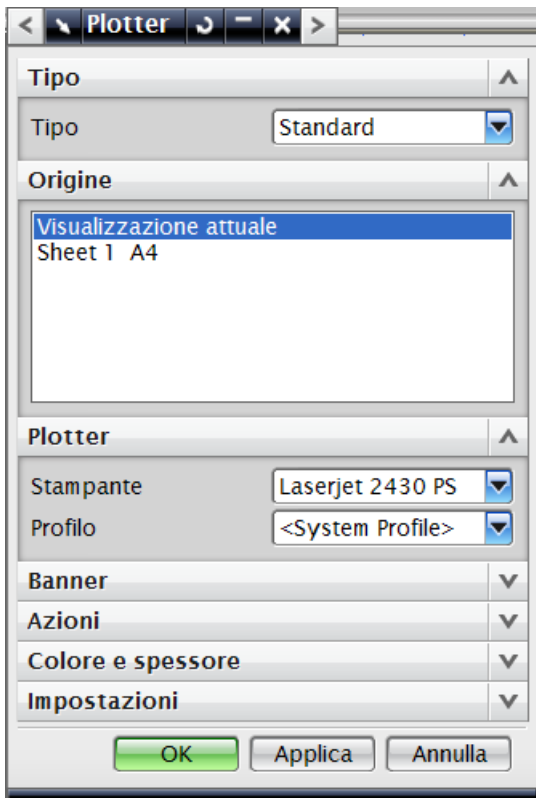 Plotter
Tipo
Tipo Standard
Origine
Visualizzazione attuale
Sheet 1 A4
Plotter
Stampante Laserjet 2430 PS
Profilo <System Profile>
Banner
Azioni
Colore e spessore
Impostazioni
OK Applica Annulla